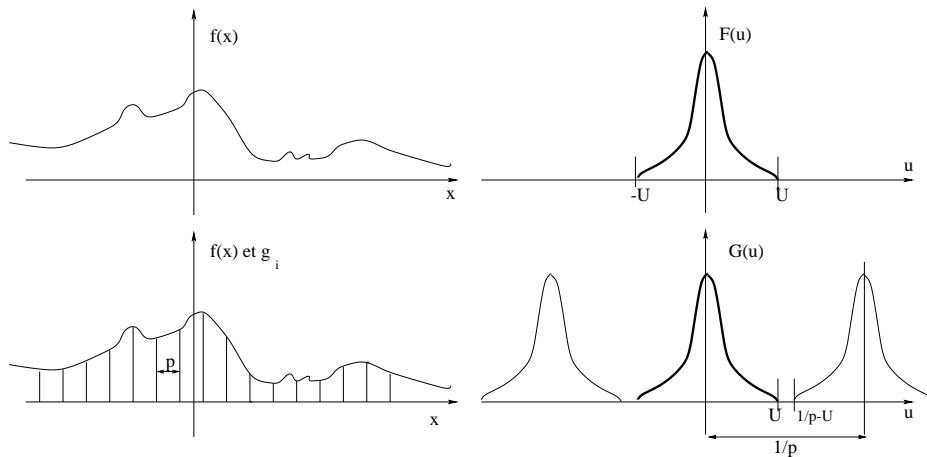 f(x)
x
F(u)
-U
U
u
f(x) et g i
p
x
G(u)
U
1/p-U
u
1/p